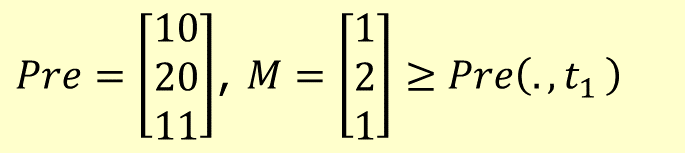 Pre = [10 20 11], M = [1 2 1] ≥ Pre(., t₁ )